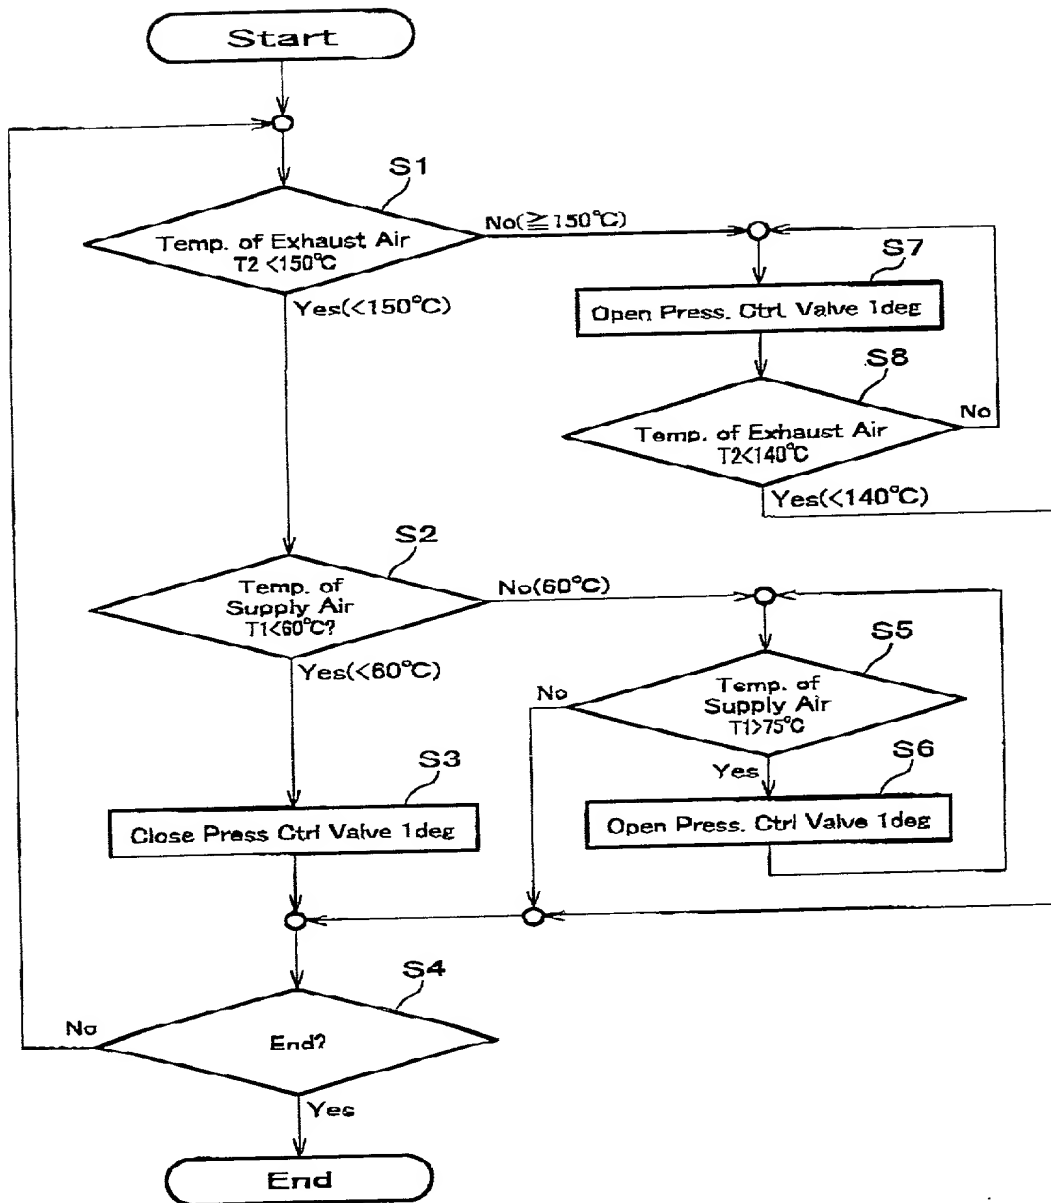 Start
S1
Temp. of Exhaust Air
T2 <150°C
No(≧150°C)
Yes(<150°C)
S7
Open Press. Ctrl Valve 1deg
S8
Temp. of Exhaust Air
T2<140°C
No
Yes(<140°C)
S2
Temp. of
Supply Air
T1<60°C?
No(60°C)
Yes(<60°C)
S5
Temp. of
Supply Air
T1>75°C
No
Yes
S6
Open Press. Ctrl Valve 1deg
S3
Close Press Ctrl Valve 1deg
S4
End?
No
Yes
End